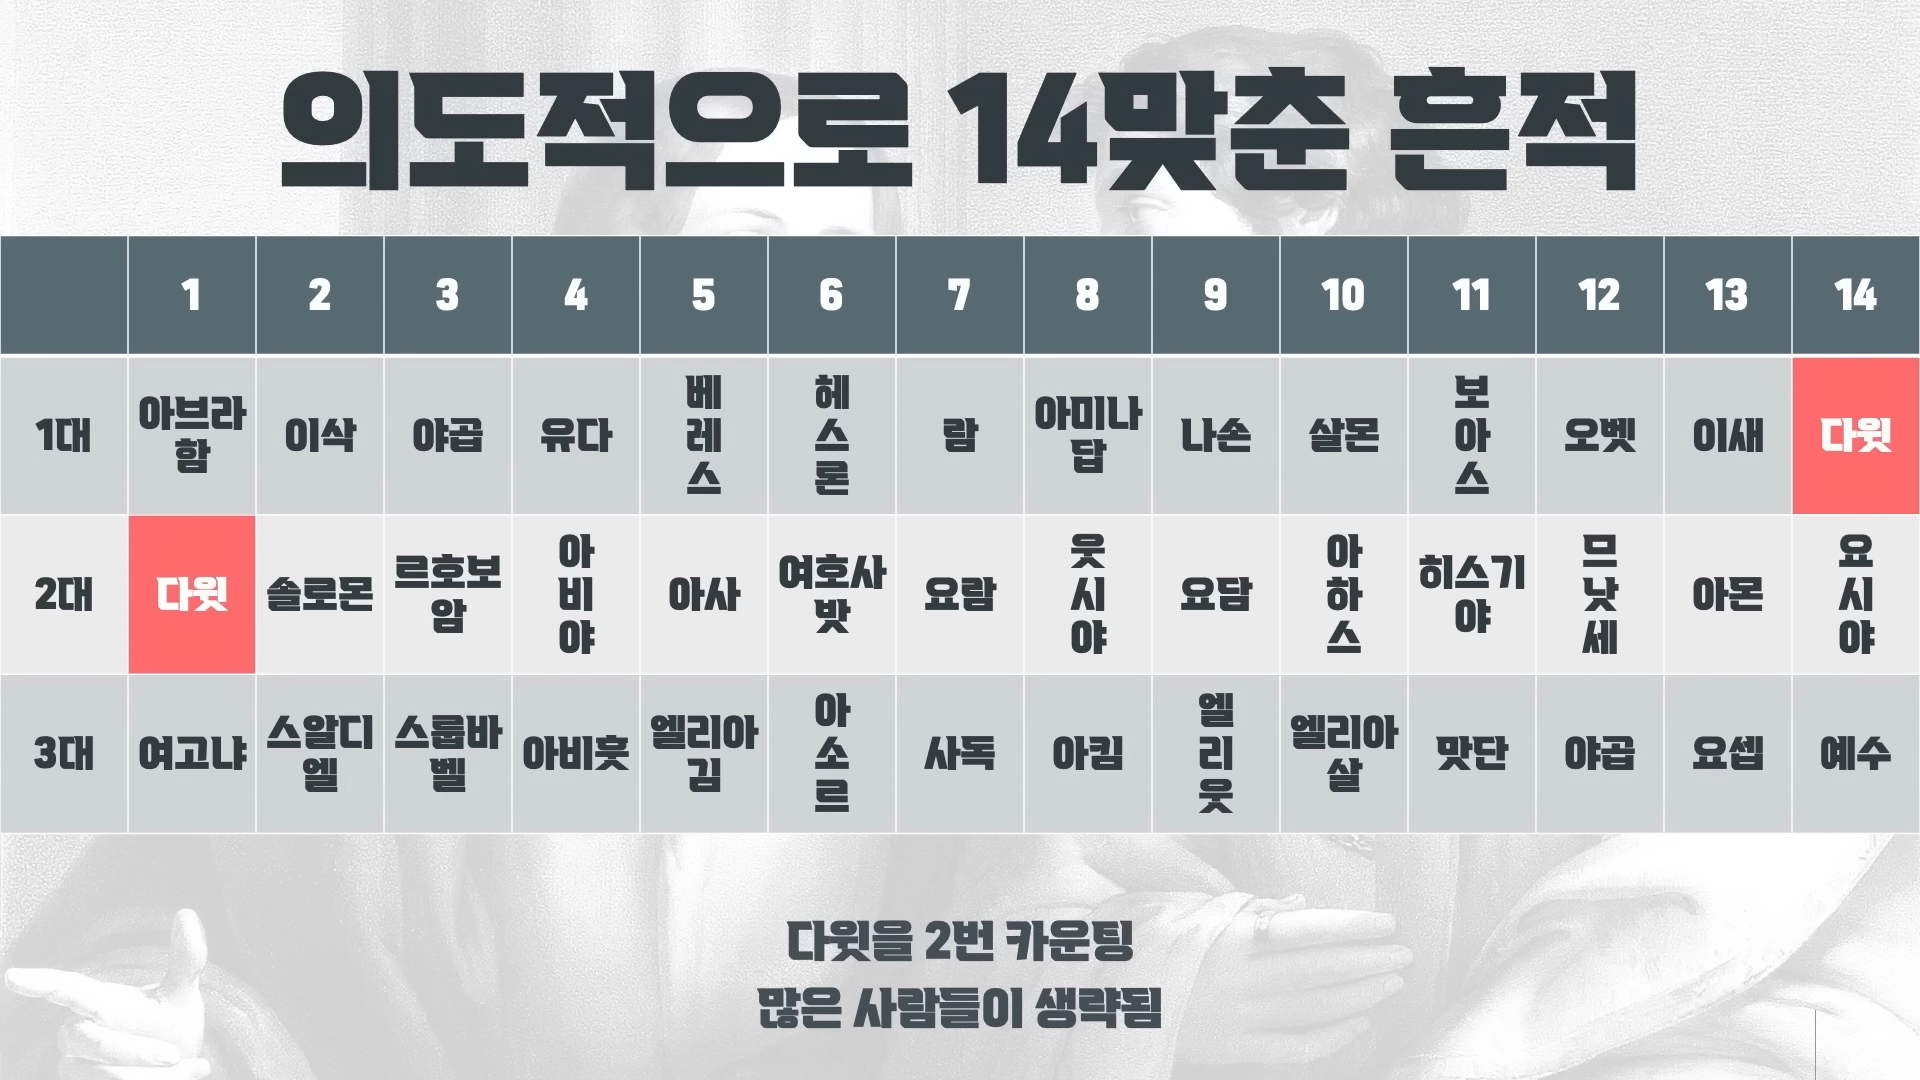 의도적으로 14맞춘 흔적
1 2 3 4 5 6 7 8 9 10 11 12 13 14
1대 아브라함 이삭 야곱 유다 베레스 헤스론 람 아미나답 나손 살몬 보아스 오벳 이새 다윗
2대 다윗 솔로몬 르호보암 아비야 아사 여호사밧 요람 웃시야 요담 아하스 히스기야 므낫세 아몬 요시야
3대 여고냐 스알디엘 스룹바벨 아비훗 엘리아김 아소르 사독 아킴 엘리웃 엘리아살 맛단 야곱 요셉 예수
다윗을 2번 카운팅
많은 사람들이 생략됨